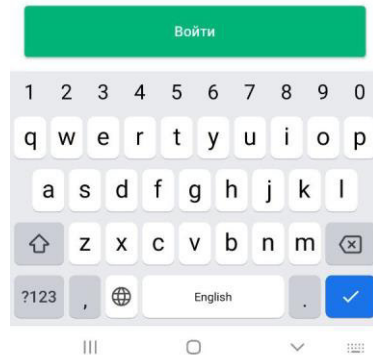 Войти
1 2 3 4 5 6 7 8 9 0
q w e r t y u i o p
a s d f g h j k l
z x c v b n m
?123 , English .